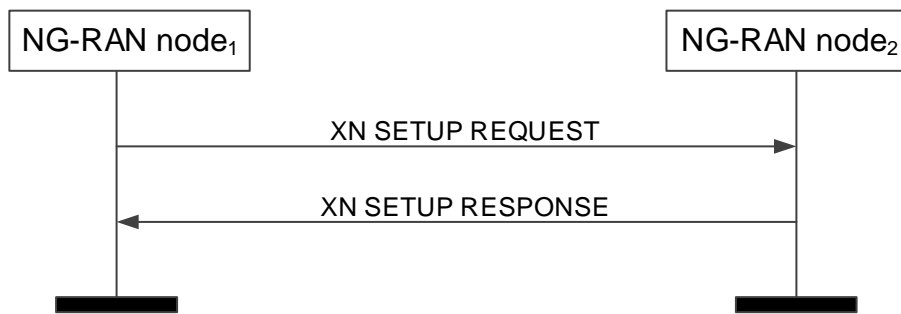 NG-RAN node₁
NG-RAN node₂
XN SETUP REQUEST
XN SETUP RESPONSE